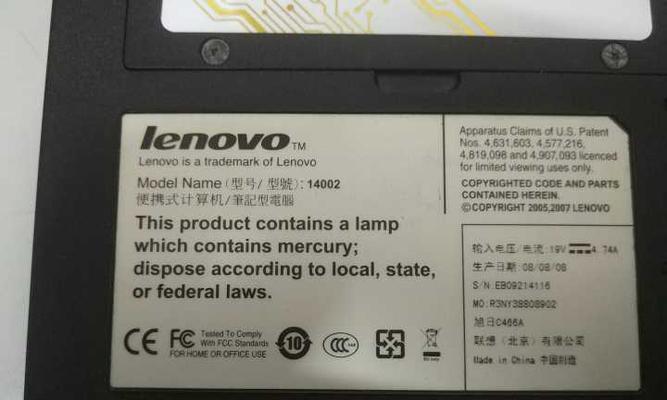 lenovo TM
Lenovo is a trademark of Lenovo
Model Name (型号/ 型號): 14002
便携式计算机/筆記型電腦
This product contains a lamp
which contains mercury;
dispose according to local, state,
or federal laws.
CE FC Tested To Comply
With FCC Standards
FOR HOME OR OFFICE USE
10
CCC
Apparatus Claims of U.S. Patent
Nos. 4,631,603, 4,577,216,
4,819,098 and 4,907,093 licenced
for limited viewing uses only.
COPYRIGHTED CODE AND PARTS
CONTAINED HEREIN.
©COPYRIGHT 2005,2007 LENOVO
输入电压/电流: 19V 4.74A
生产日期: 08/08/08
S/N: EB09214116
MO: R3NY38808902
旭日C466A
联想 (北京) 有限公司
Made in China 中国制造